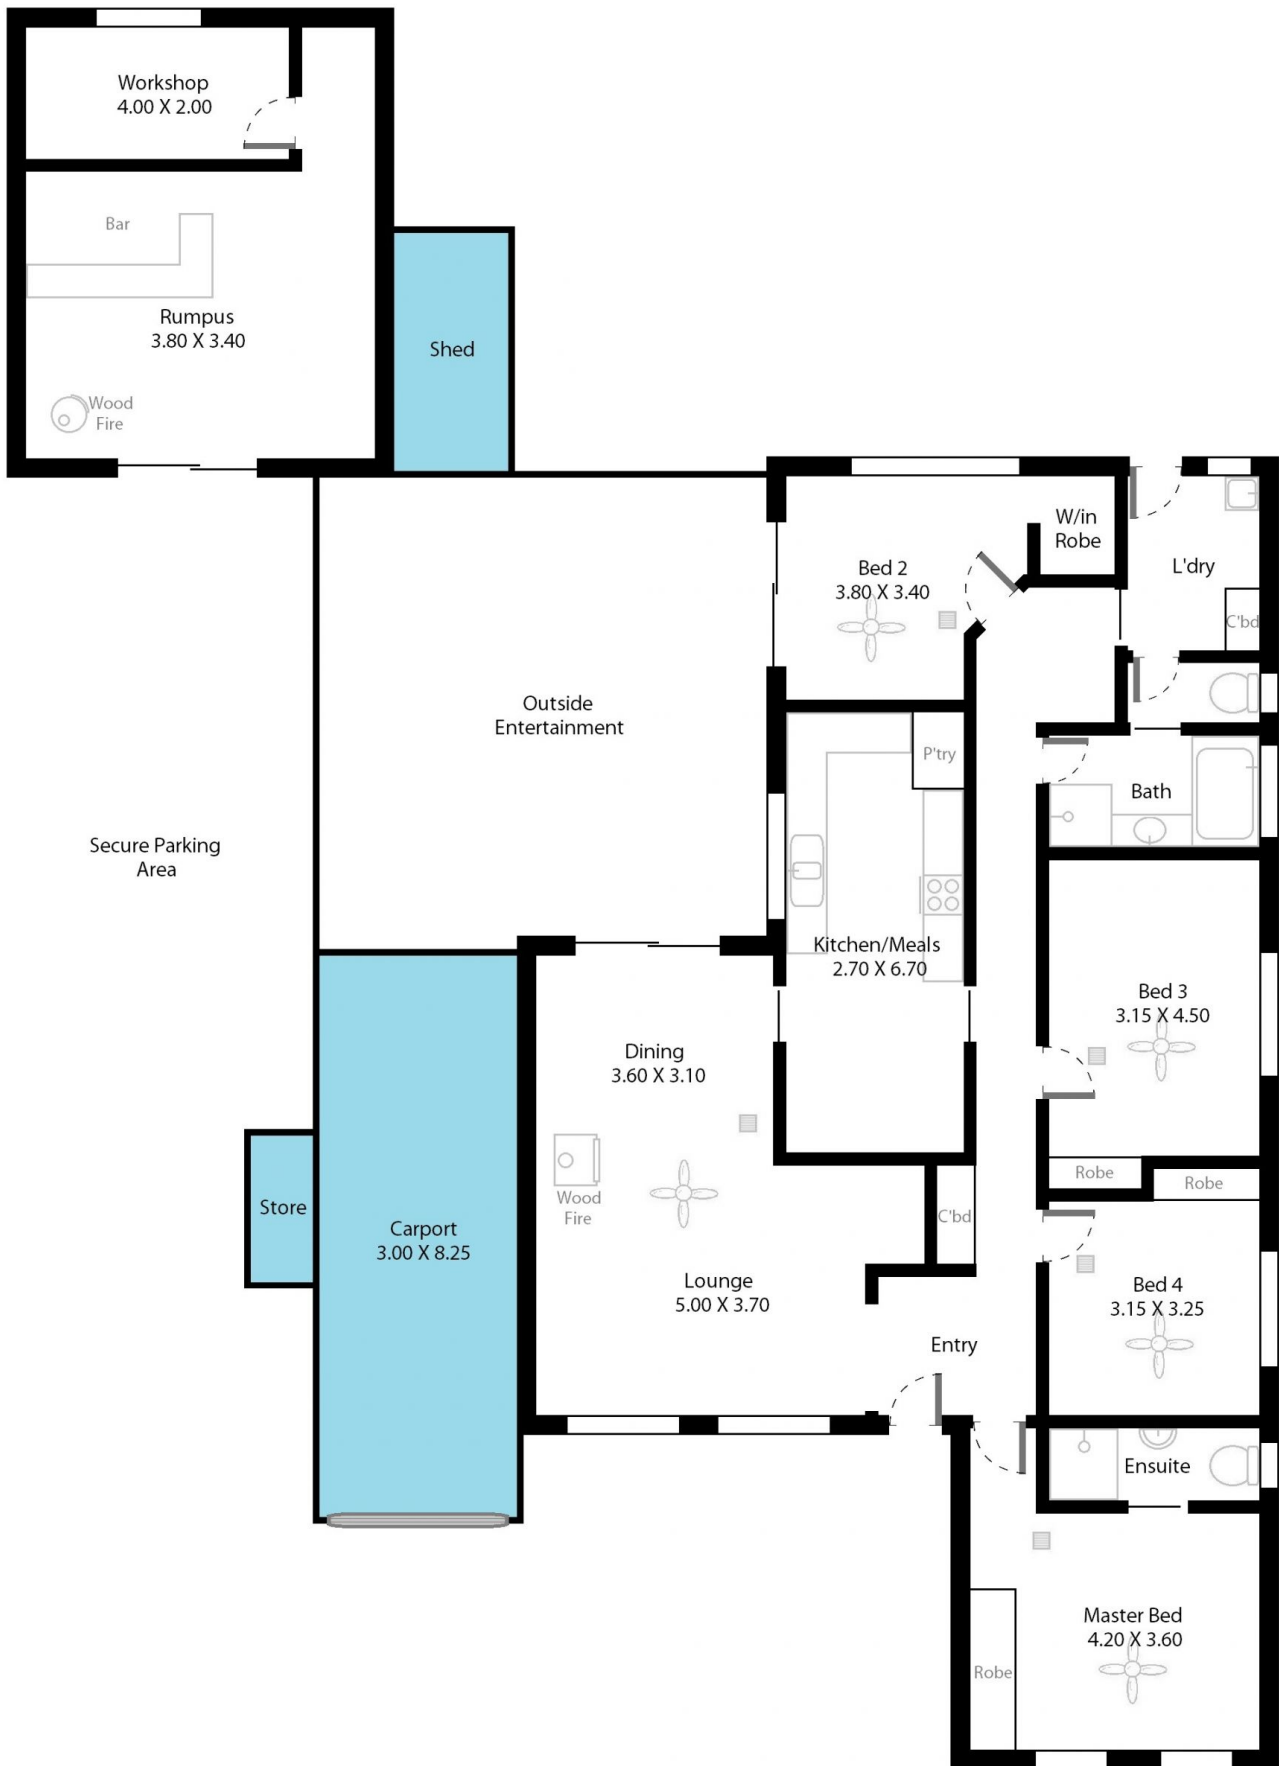 Workshop
4.00 X 2.00
Bar
Rumpus
3.80 X 3.40
Wood
Fire
Shed
W/in
Robe
L'dry
C'bd
Bed 2
3.80 X 3.40
Outside
Entertainment
P'try
Bath
Secure Parking
Area
Kitchen/Meals
2.70 X 6.70
Bed 3
3.15 X 4.50
Dining
3.60 X 3.10
Wood
Fire
Robe
Robe
Store
Carport
3.00 X 8.25
C'bd
Lounge
5.00 X 3.70
Bed 4
3.15 X 3.25
Entry
Ensuite
Master Bed
4.20 X 3.60
Robe